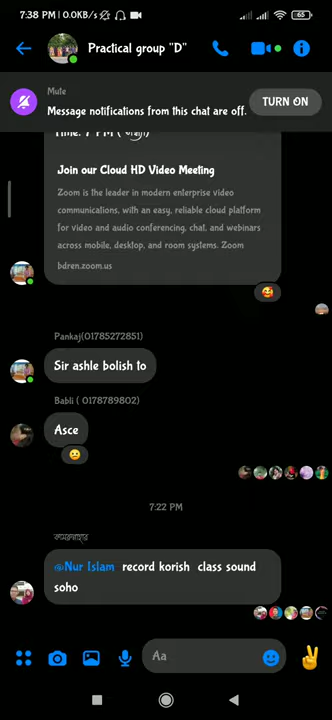 7:38 PM | 0.0KB/s
65
Practical group "D"
Mute
Message notifications from this chat are off.
TURN ON
Time: 7 PM (
Join our Cloud HD Video Meeting
Zoom is the leader in modern enterprise video
communications, with an easy, reliable cloud platform
for video and audio conferencing, chat, and webinars
across mobile, desktop, and room systems. Zoom
bdren.zoom.us
Pankaj(01785272851)
Sir ashle bolish to
Babli ( 0178789802)
Asce
7:22 PM
@Nur Islam record korish class sound
soho
Aa